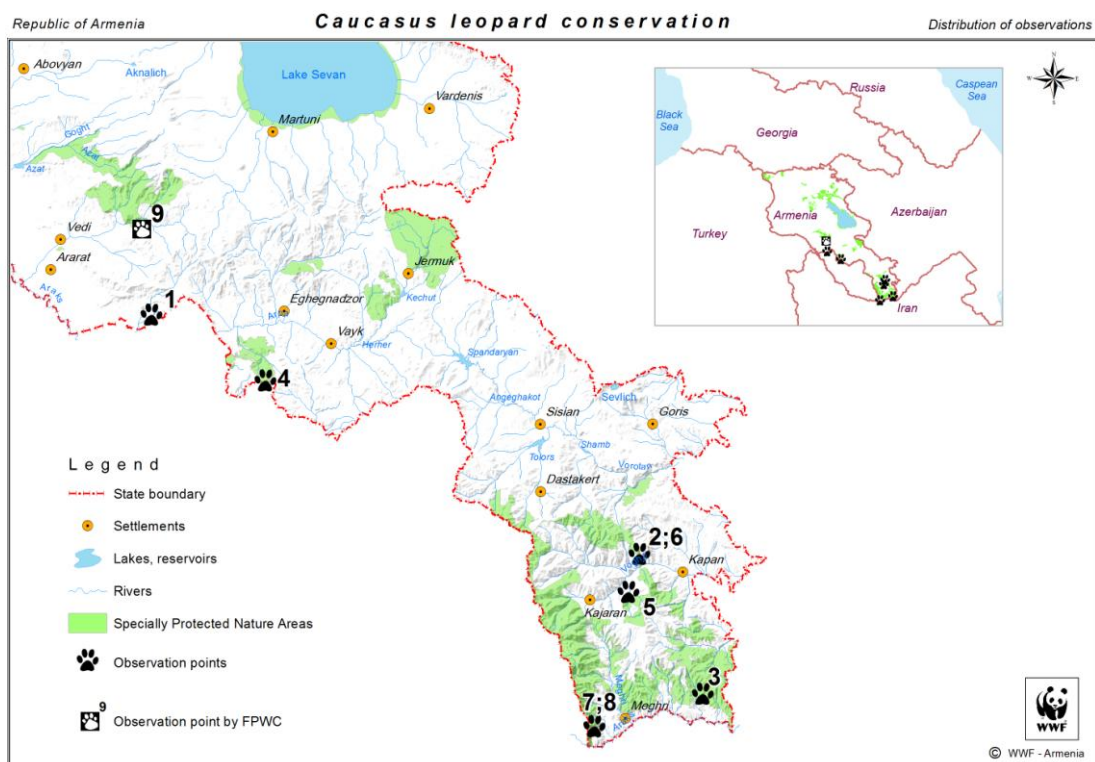 Republic of Armenia
Caucasus leopard conservation
Distribution of observations
Abovyan
Aknalich
Lake Sevan
Vardenis
Martuni
Goght
Azat
Azat
9
Vedi
Ararat
Araks
1
Jermuk
Kechut
Eghegnadzor
Vayk
Herher
4
Spandaryan
Angeghakot
Sevlich
Sisian
Goris
Shamb
Tolors
Vorotan
Dastakert
2;6
Kapan
5
Kajaran
3
7;8
Meghri
Black
Sea
Russia
Caspean
Sea
Georgia
Armenia
Azerbaijan
Turkey
Iran
N
W
E
S
Legend
State boundary
Settlements
Lakes, reservoirs
Rivers
Specially Protected Nature Areas
Observation points
9
Observation point by FPWC
WWF
© WWF - Armenia